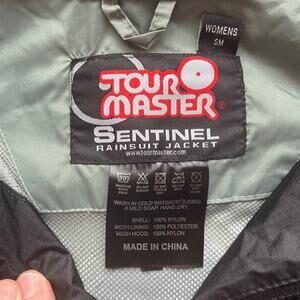 WOMENS
SM
TOUR
MASTER®
SENTINEL
RAINSUIT JACKET
www.tourmaster.com
WASH IN COLD WATER USING
A MILD SOAP. HANG DRY.
SHELL: 100% NYLON
MESH LINING: 100% POLYESTER
MESH HOOD: 100% NYLON
MADE IN CHINA